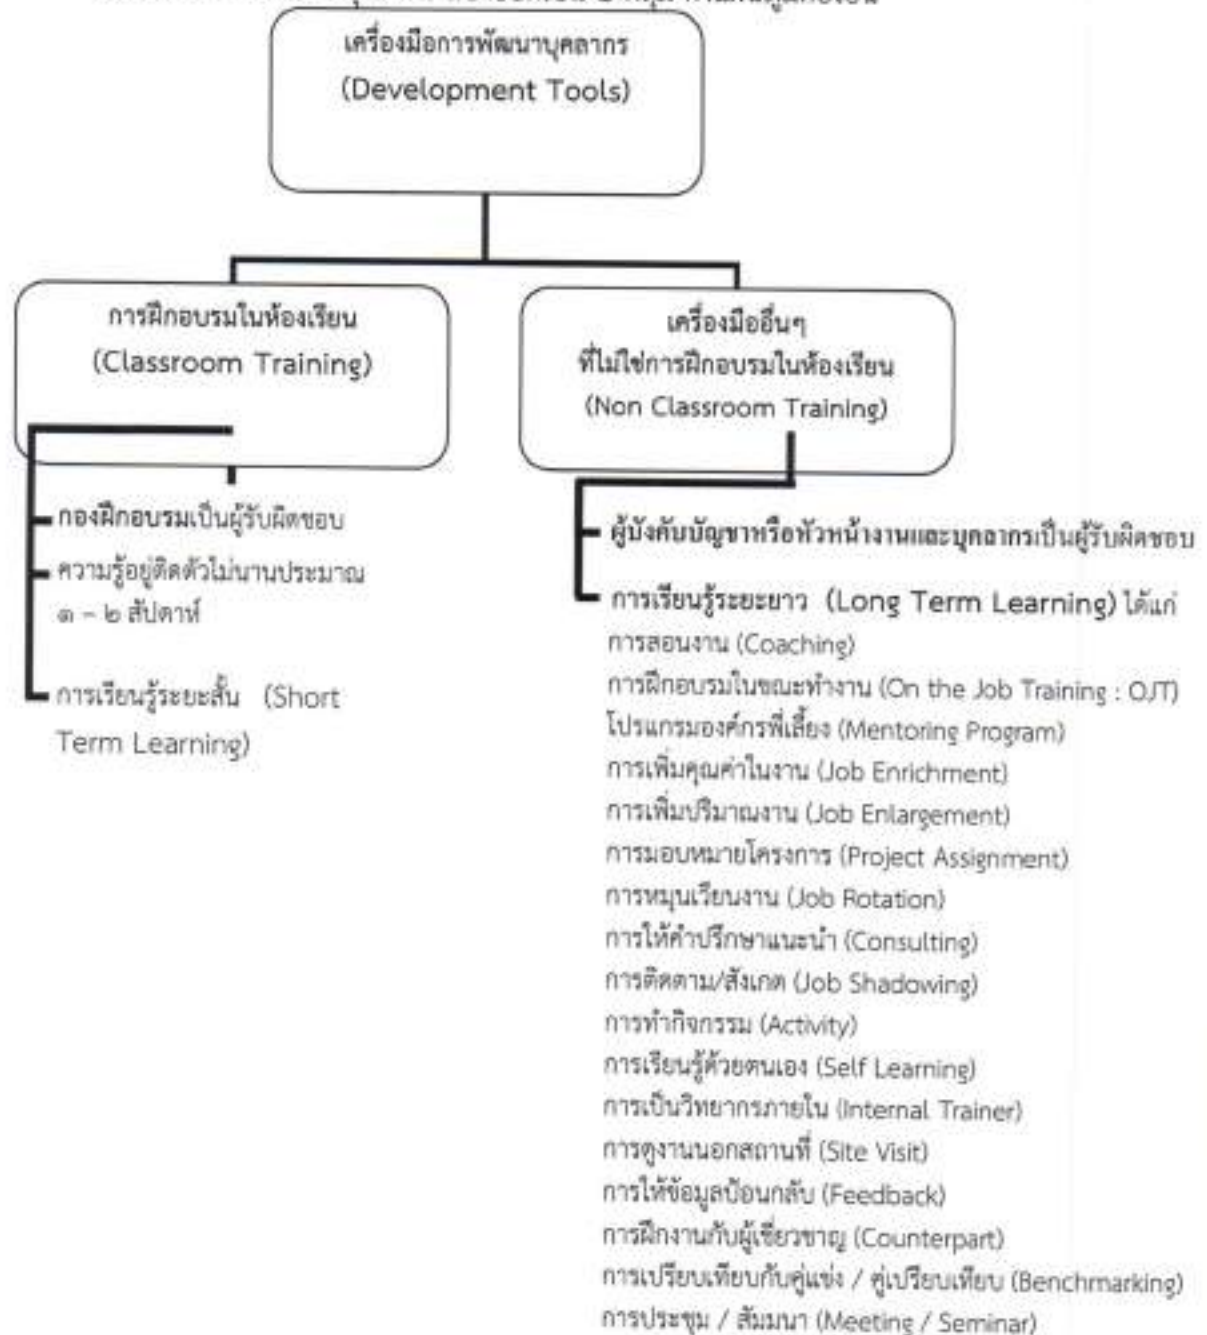 เครื่องมือการพัฒนาบุคลากร
(Development Tools)
การฝึกอบรมในห้องเรียน
(Classroom Training)
กองฝึกอบรมเป็นผู้รับผิดชอบ
ความรู้อยู่ติดตัวไม่นานประมาณ
๑ – ๒ สัปดาห์
การเรียนรู้ระยะสั้น (Short
Term Learning)
เครื่องมืออื่นๆ
ที่ไม่ใช่การฝึกอบรมในห้องเรียน
(Non Classroom Training)
ผู้บังคับบัญชาหรือหัวหน้างานและบุคลากรเป็นผู้รับผิดชอบ
การเรียนรู้ระยะยาว (Long Term Learning) ได้แก่
การสอนงาน (Coaching)
การฝึกอบรมในขณะทำงาน (On the Job Training : OJT)
โปรแกรมองค์กรพี่เลี้ยง (Mentoring Program)
การเพิ่มคุณค่าในงาน (Job Enrichment)
การเพิ่มปริมาณงาน (Job Enlargement)
การมอบหมายโครงการ (Project Assignment)
การหมุนเวียนงาน (Job Rotation)
การให้คำปรึกษาแนะนำ (Consulting)
การติดตาม/สังเกต (Job Shadowing)
การทำกิจกรรม (Activity)
การเรียนรู้ด้วยตนเอง (Self Learning)
การเป็นวิทยากรภายใน (Internal Trainer)
การดูงานนอกสถานที่ (Site Visit)
การให้ข้อมูลป้อนกลับ (Feedback)
การฝึกงานกับผู้เชี่ยวชาญ (Counterpart)
การเปรียบเทียบกับคู่แข่ง / คู่เปรียบเทียบ (Benchmarking)
การประชุม / สัมมนา (Meeting / Seminar)